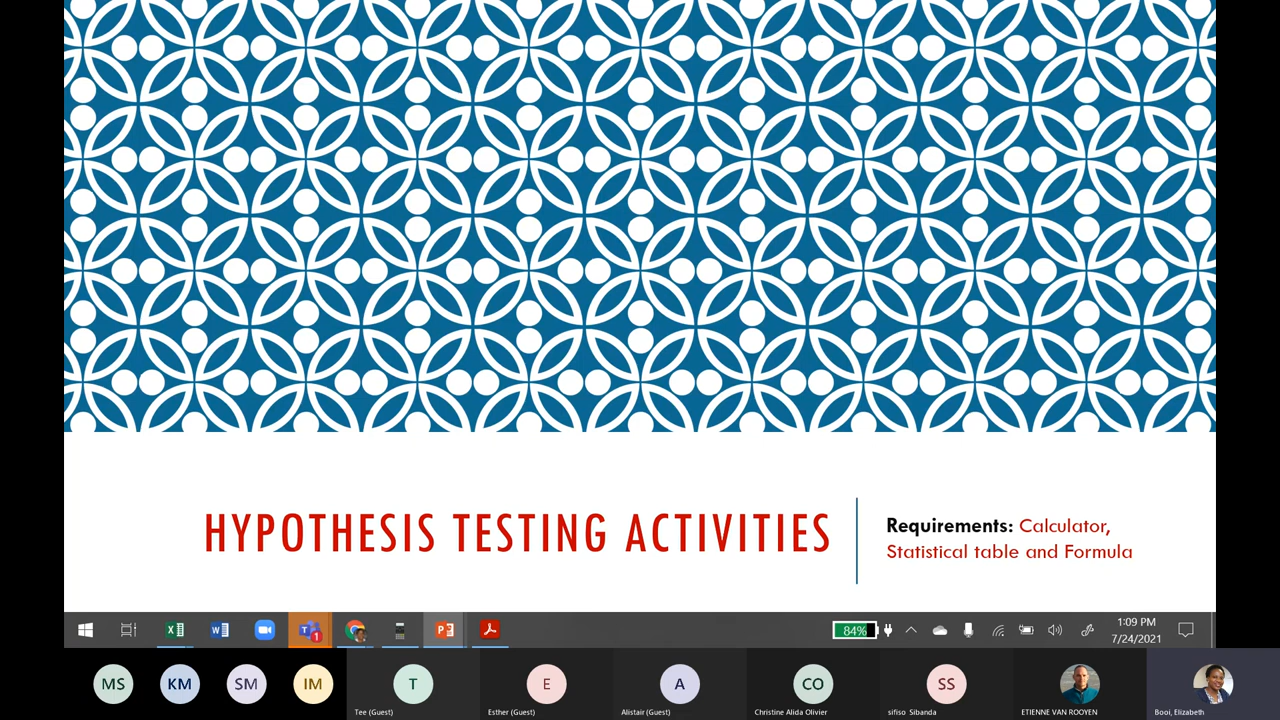 HYPOTHESIS TESTING ACTIVITIES
Requirements: Calculator,
Statistical table and Formula
84%
1:09 PM
7/24/2021
1
MS
KM
SM
IM
T
E
A
CO
SS
Tee (Guest)
Esther (Guest)
Alistair (Guest)
Christine Alida Olivier
sifiso Sibanda
ETIENNE VAN ROOYEN
Booi, Elizabeth